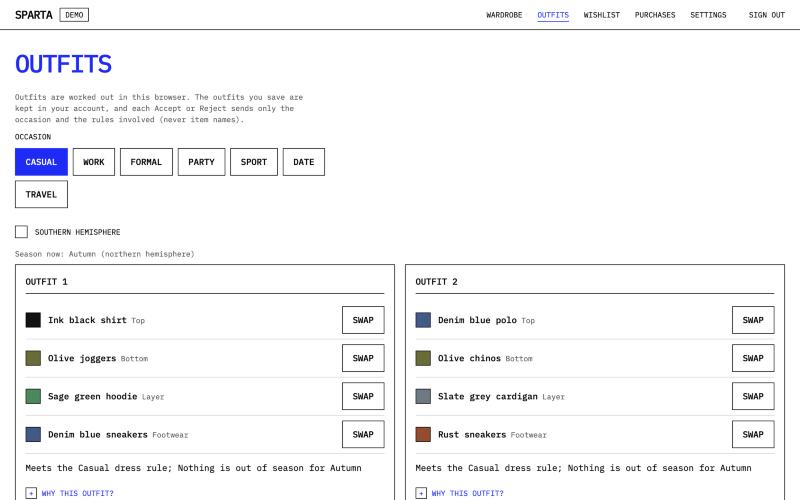 SPARTA DEMO WARDROBE OUTFITS WISHLIST PURCHASES SETTINGS SIGN OUT
OUTFITS
Outfits are worked out in this browser. The outfits you save are
kept in your account, and each Accept or Reject sends only the
occasion and the rules involved (never item names).
OCCASION
CASUAL WORK FORMAL PARTY SPORT DATE
TRAVEL
SOUTHERN HEMISPHERE
Season now: Autumn (northern hemisphere)
OUTFIT 1
Ink black shirt Top SWAP
Olive joggers Bottom SWAP
Sage green hoodie Layer SWAP
Denim blue sneakers Footwear SWAP
Meets the Casual dress rule; Nothing is out of season for Autumn
+ WHY THIS OUTFIT?
OUTFIT 2
Denim blue polo Top SWAP
Olive chinos Bottom SWAP
Slate grey cardigan Layer SWAP
Rust sneakers Footwear SWAP
Meets the Casual dress rule; Nothing is out of season for Autumn
+ WHY THIS OUTFIT?